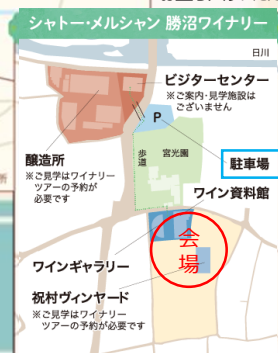 シャトー・メルシャン 勝沼ワイナリー
日川
ビジターセンター
※ご案内・見学施設は
ございません
P
醸造所
※ご見学はワイナリー
ツアーの予約が
必要です
歩道
宮光園
駐車場
ワイン資料館
会場
ワインギャラリー
祝村ヴィンヤード
※ご見学はワイナリー
ツアーの予約が必要です